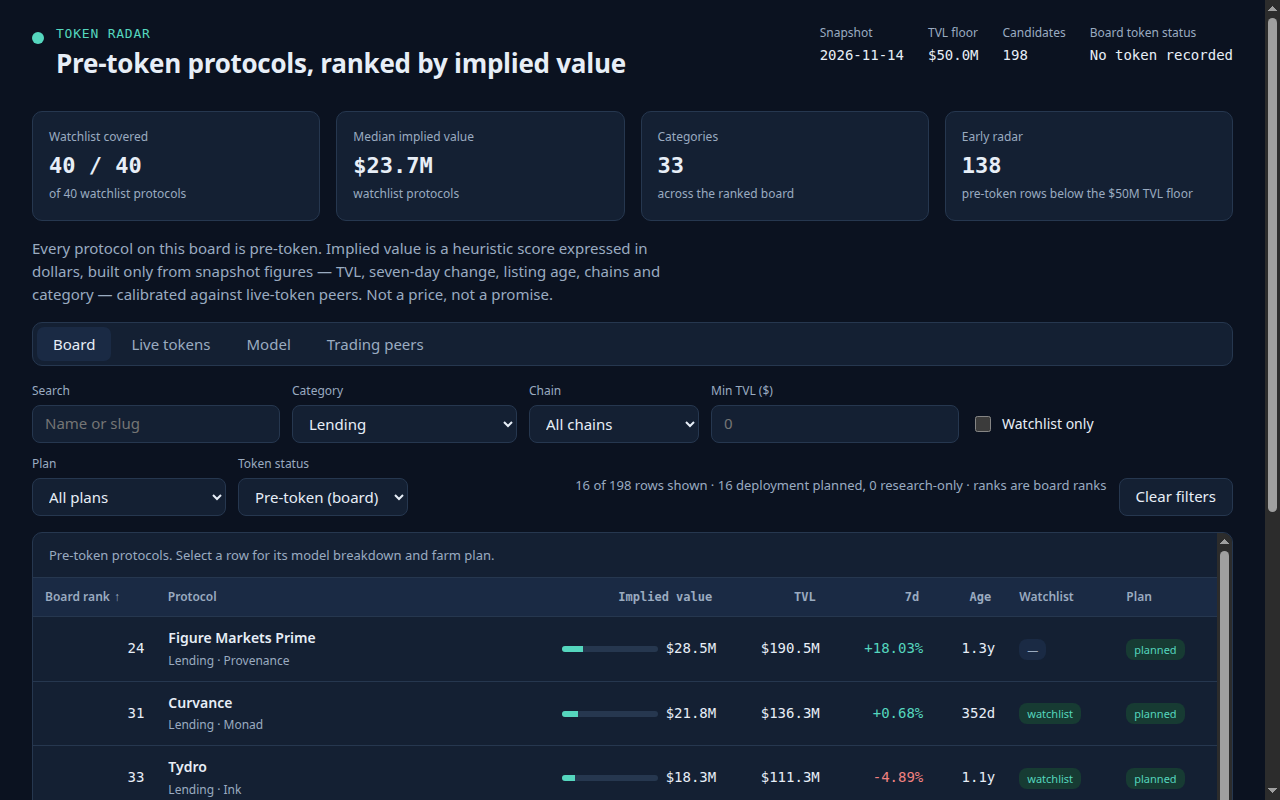 TOKEN RADAR
Pre-token protocols, ranked by implied value
Snapshot
2026-11-14
TVL floor
$50.0M
Candidates
198
Board token status
No token recorded
Watchlist covered
40 / 40
of 40 watchlist protocols
Median implied value
$23.7M
watchlist protocols
Categories
33
across the ranked board
Early radar
138
pre-token rows below the $50M TVL floor
Every protocol on this board is pre-token. Implied value is a heuristic score expressed in
dollars, built only from snapshot figures — TVL, seven-day change, listing age, chains and
category — calibrated against live-token peers. Not a price, not a promise.
Board Live tokens Model Trading peers
Search
Name or slug
Category
Lending
Chain
All chains
Min TVL ($)
0
Watchlist only
Plan
All plans
Token status
Pre-token (board)
16 of 198 rows shown · 16 deployment planned, 0 research-only · ranks are board ranks
Clear filters
Pre-token protocols. Select a row for its model breakdown and farm plan.
Board rank ↑ Protocol Implied value TVL 7d Age Watchlist Plan
24 Figure Markets Prime $28.5M $190.5M +18.03% 1.3y — planned
Lending · Provenance
31 Curvance $21.8M $136.3M +0.68% 352d watchlist planned
Lending · Monad
33 Tydro $18.3M $111.3M -4.89% 1.1y watchlist planned
Lending · Ink